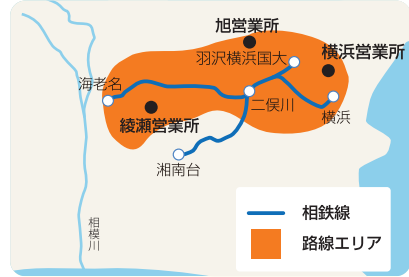 旭営業所
羽沢横浜国大
横浜営業所
海老名
綾瀬営業所
二俣川
横浜
湘南台
相模川
相鉄線
路線エリア